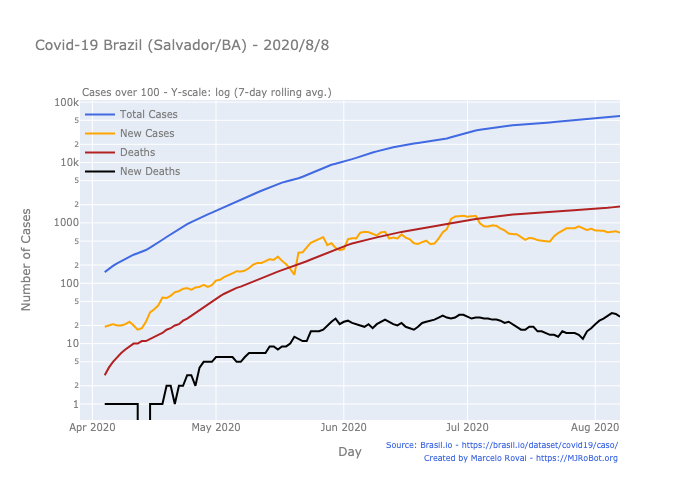 Covid-19 Brazil (Salvador/BA) - 2020/8/8
Cases over 100 - Y-scale: log (7-day rolling avg.)
Total Cases
New Cases
Deaths
New Deaths
Number of Cases
100k
5
2
10k
5
2
1000
5
2
100
5
2
10
5
2
1
Apr 2020
May 2020
Jun 2020
Jul 2020
Aug 2020
Day
Source: Brasil.io - https://brasil.io/dataset/covid19/caso/
Created by Marcelo Rovai - https://MJRoBot.org